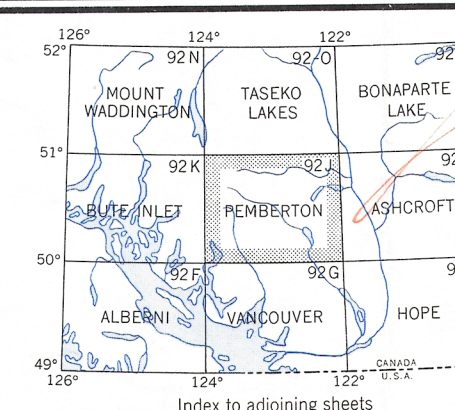 126° 124° 122°
52° 92 N 92-O 92
MOUNT WADDINGTON
TASEKO LAKES
BONAPARTE LAKE
51° 92 K 92 J 92
BUTE INLET PEMBERTON ASHCROFT
50° 92 F 92 G 9
ALBERNI VANCOUVER HOPE
49°
CANADA
U.S.A.
126° 124° 122°
Index to adjoining sheets